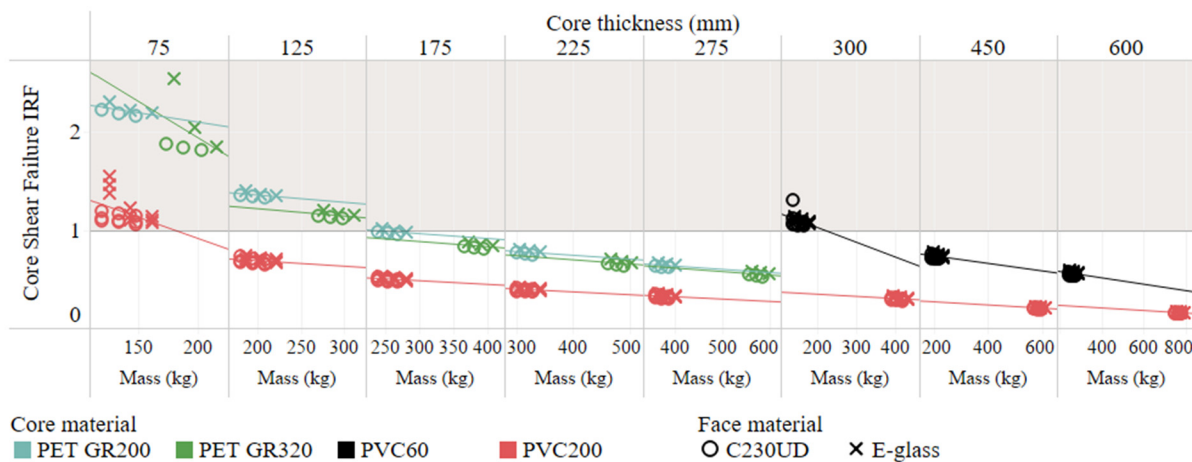 Core thickness (mm)
75 125 175 225 275 300 450 600
Core Shear Failure IRF
2
1
0
150 200 200 250 300 250 300 350 400 300 400 500 400 500 600 200 300 400 200 400 600 400 600 800
Mass (kg) Mass (kg) Mass (kg) Mass (kg) Mass (kg) Mass (kg) Mass (kg) Mass (kg)
Core material Face material
PET GR200 PET GR320 PVC60 PVC200 C230UD E-glass